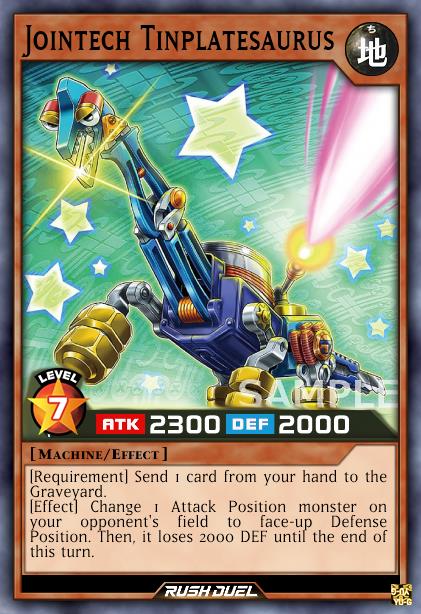 Jointech Tinplatesaurus
ち
地
SAMPLE
LEVEL
7
ATK 2300 DEF 2000
[Machine/Effect]
[Requirement] Send 1 card from your hand to the
Graveyard.
[Effect] Change 1 Attack Position monster on
your opponent's field to face-up Defense
Position. Then, it loses 2000 DEF until the end of
this turn.
RUSH DUEL